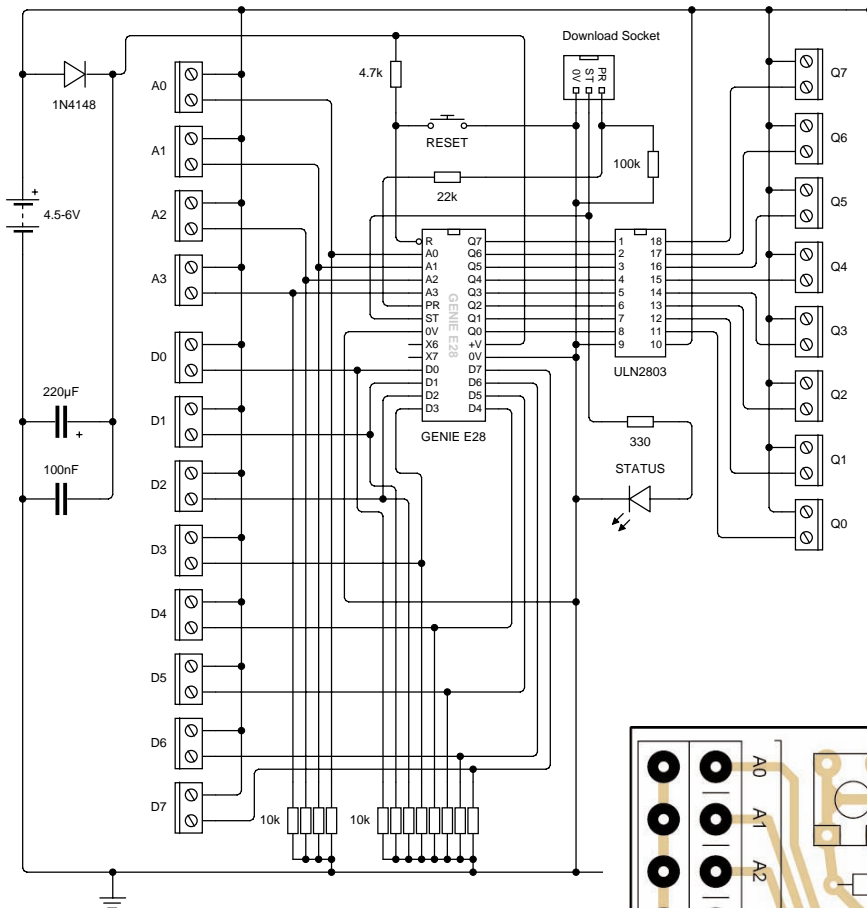 Download Socket
PR
ST
0V
4.7k
1N4148
A0
RESET
100k
22k
A1
4.5-6V
+
A2
A3
R
A0
A1
A2
A3
PR
ST
0V
X6
X7
D0
D1
D2
D3
GENIE E28
Q7
Q6
Q5
Q4
Q3
Q2
Q1
Q0
+V
0V
D7
D6
D5
D4
GENIE E28
1
2
3
4
5
6
7
8
9
18
17
16
15
14
13
12
11
10
ULN2803
Q7
Q6
Q5
Q4
Q3
Q2
Q1
Q0
D0
220µF
+
D1
100nF
D2
330
STATUS
D3
D4
D5
D6
D7
10k
10k
A0
A1
A2